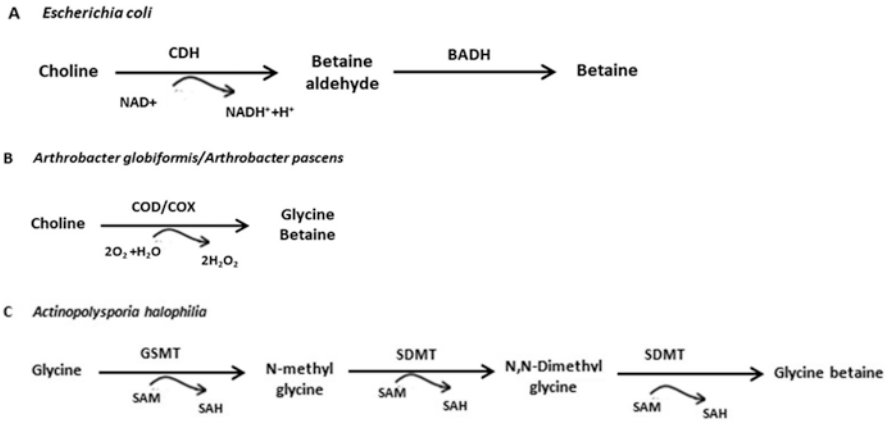 A Escherichia coli
CDH
BADH
Choline
Betaine
aldehyde
Betaine
NAD+
NADH⁺+H⁺
B Arthrobacter globiformis/Arthrobacter pascens
COD/COX
Choline
Glycine
Betaine
2O₂ +H₂O
2H₂O₂
C Actinopolysporia halophilia
GSMT
SDMT
SDMT
Glycine
N-methyl
glycine
N,N-Dimethyl
glycine
Glycine betaine
SAM
SAH
SAM
SAH
SAM
SAH